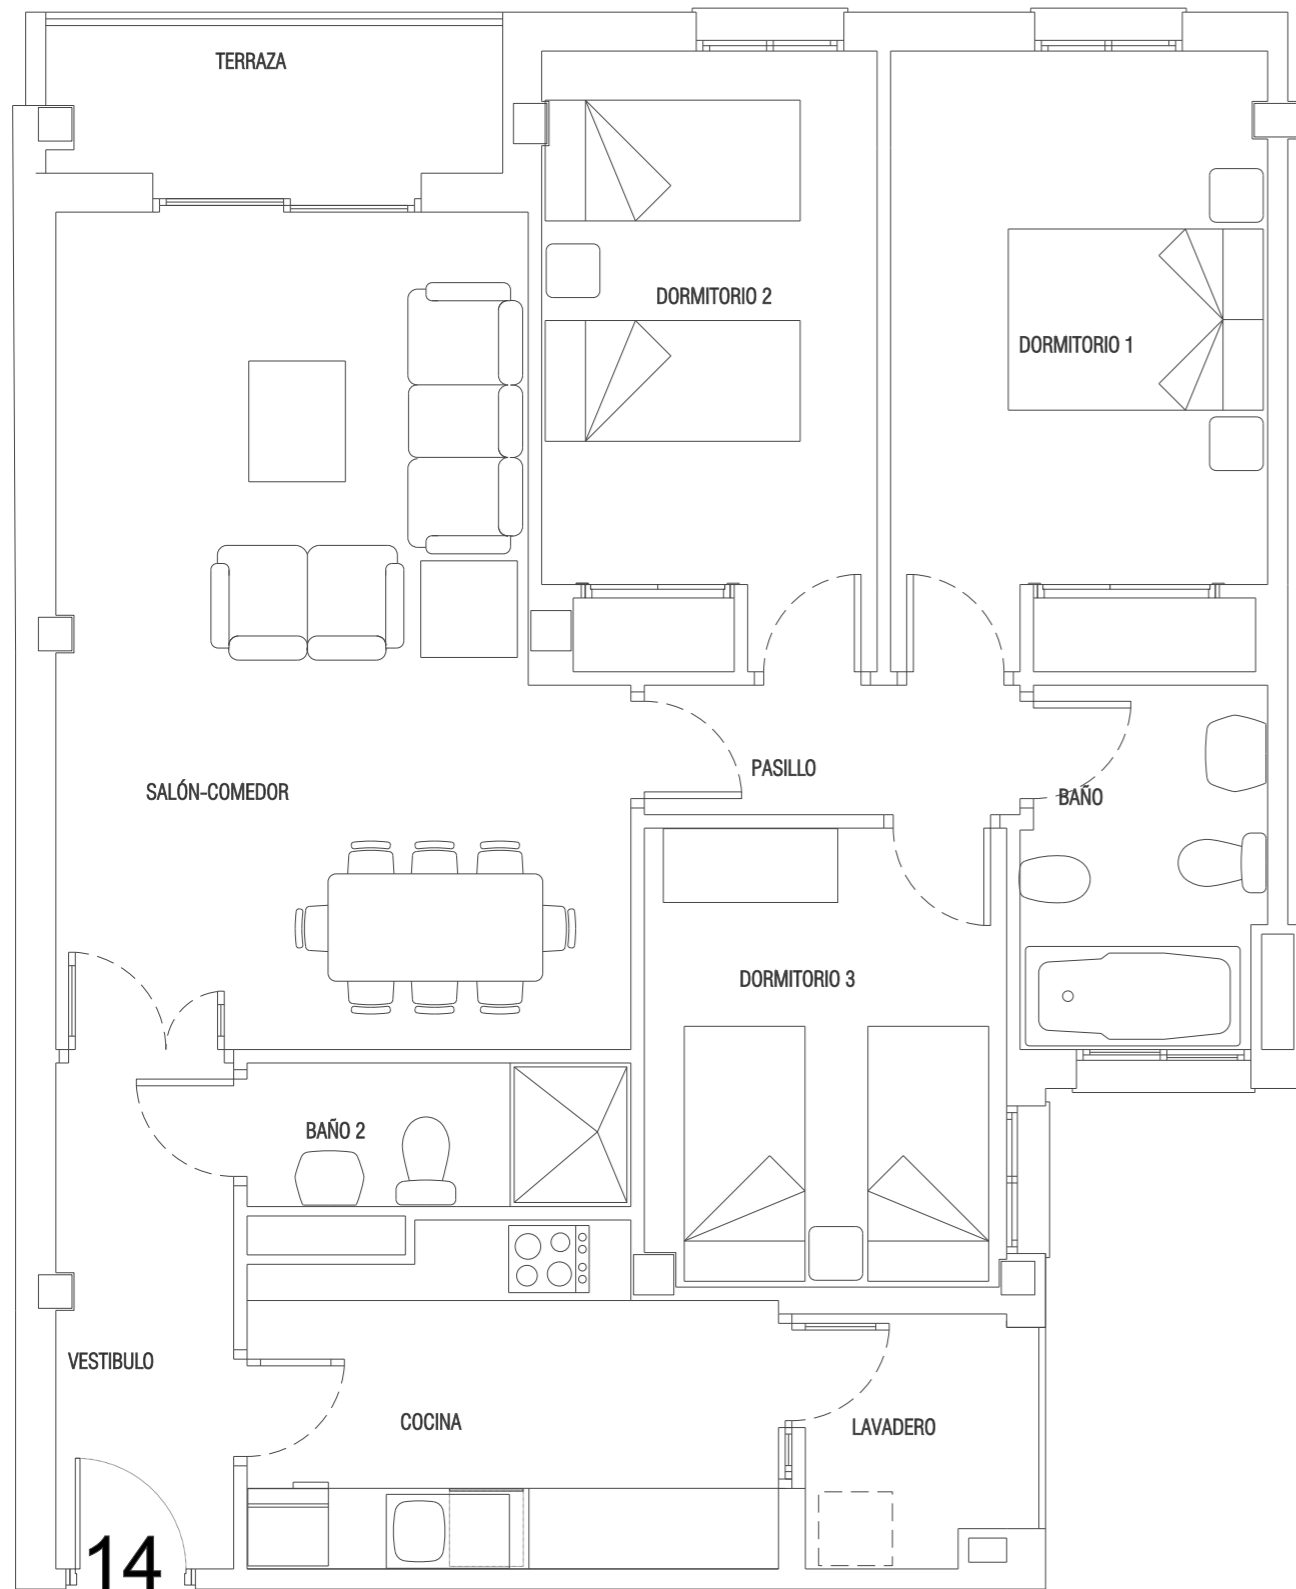 TERRAZA
DORMITORIO 2
DORMITORIO 1
PASILLO
SALÓN-COMEDOR
BAÑO
DORMITORIO 3
BAÑO 2
VESTIBULO
COCINA
LAVADERO
14